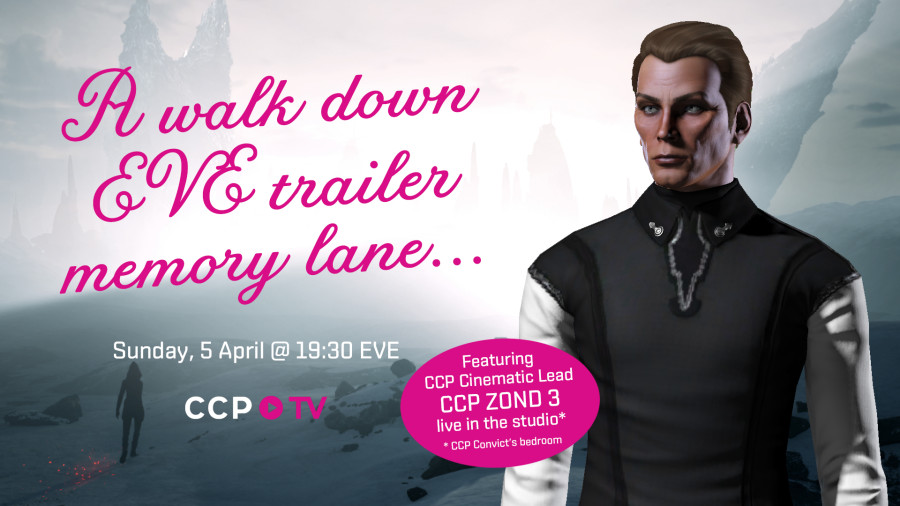 A walk down
EVE trailer
memory lane...
Sunday, 5 April @ 19:30 EVE
CCP TV
Featuring
CCP Cinematic Lead
CCP ZOND 3
live in the studio*
* CCP Convict's bedroom